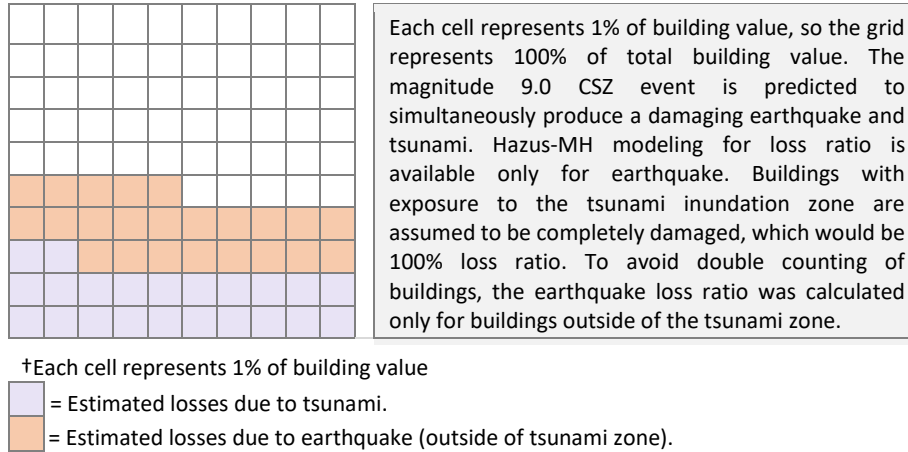 Each cell represents 1% of building value, so the grid
represents 100% of total building value. The
magnitude 9.0 CSZ event is predicted to
simultaneously produce a damaging earthquake and
tsunami. Hazus-MH modeling for loss ratio is
available only for earthquake. Buildings with
exposure to the tsunami inundation zone are
assumed to be completely damaged, which would be
100% loss ratio. To avoid double counting of
buildings, the earthquake loss ratio was calculated
only for buildings outside of the tsunami zone.
†Each cell represents 1% of building value
= Estimated losses due to tsunami.
= Estimated losses due to earthquake (outside of tsunami zone).